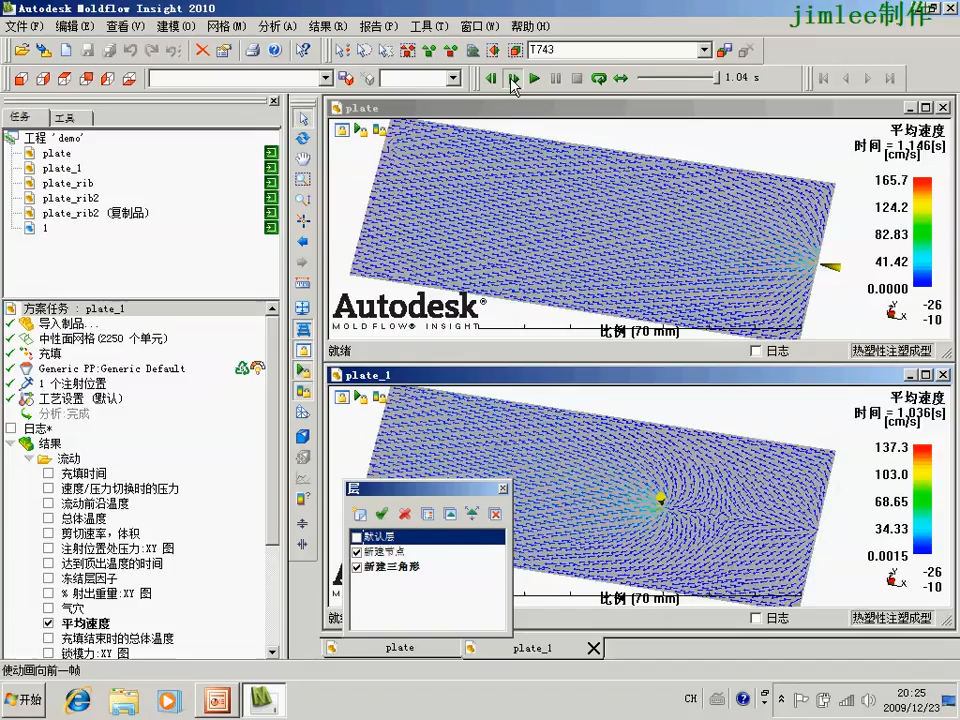 Autodesk Moldflow Insight 2010
jimlee制作
文件(F) 编辑(E) 查看(V) 建模(O) 网格(M) 分析(A) 结果(R) 报告(P) 工具(T) 窗口(W) 帮助(H)
T743
1.04 s
任务 工具
工程 'demo'
plate
plate_1
plate_rib
plate_rib2
plate_rib2 (复制品)
1
方案任务 : plate_1
导入制品...
中性面网格(2250 个单元)
充填
Generic PP:Generic Default
1 个注射位置
工艺设置 (默认)
分析:完成
日志*
结果
流动
充填时间
速度/压力切换时的压力
流动前沿温度
总体温度
剪切速率, 体积
注射位置处压力:XY 图
达到顶出温度的时间
冻结层因子
% 射出重量:XY 图
气穴
平均速度
充填结束时的总体温度
锁模力:XY 图
plate
平均速度
时间 = 1.146[s]
[cm/s]
165.7
124.2
82.83
41.42
0.0000
-26
-10
Autodesk®
MOLDFLOW® INSIGHT
比例 (70 mm)
就绪
日志
热塑性注塑成型
plate_1
平均速度
时间 = 1.036[s]
[cm/s]
137.3
103.0
68.65
34.33
0.0015
-26
-10
比例 (70 mm)
日志
热塑性注塑成型
层
默认层
新建节点
新建三角形
plate
plate_1
使动画向前一帧
开始
CH
20:25
2009/12/23